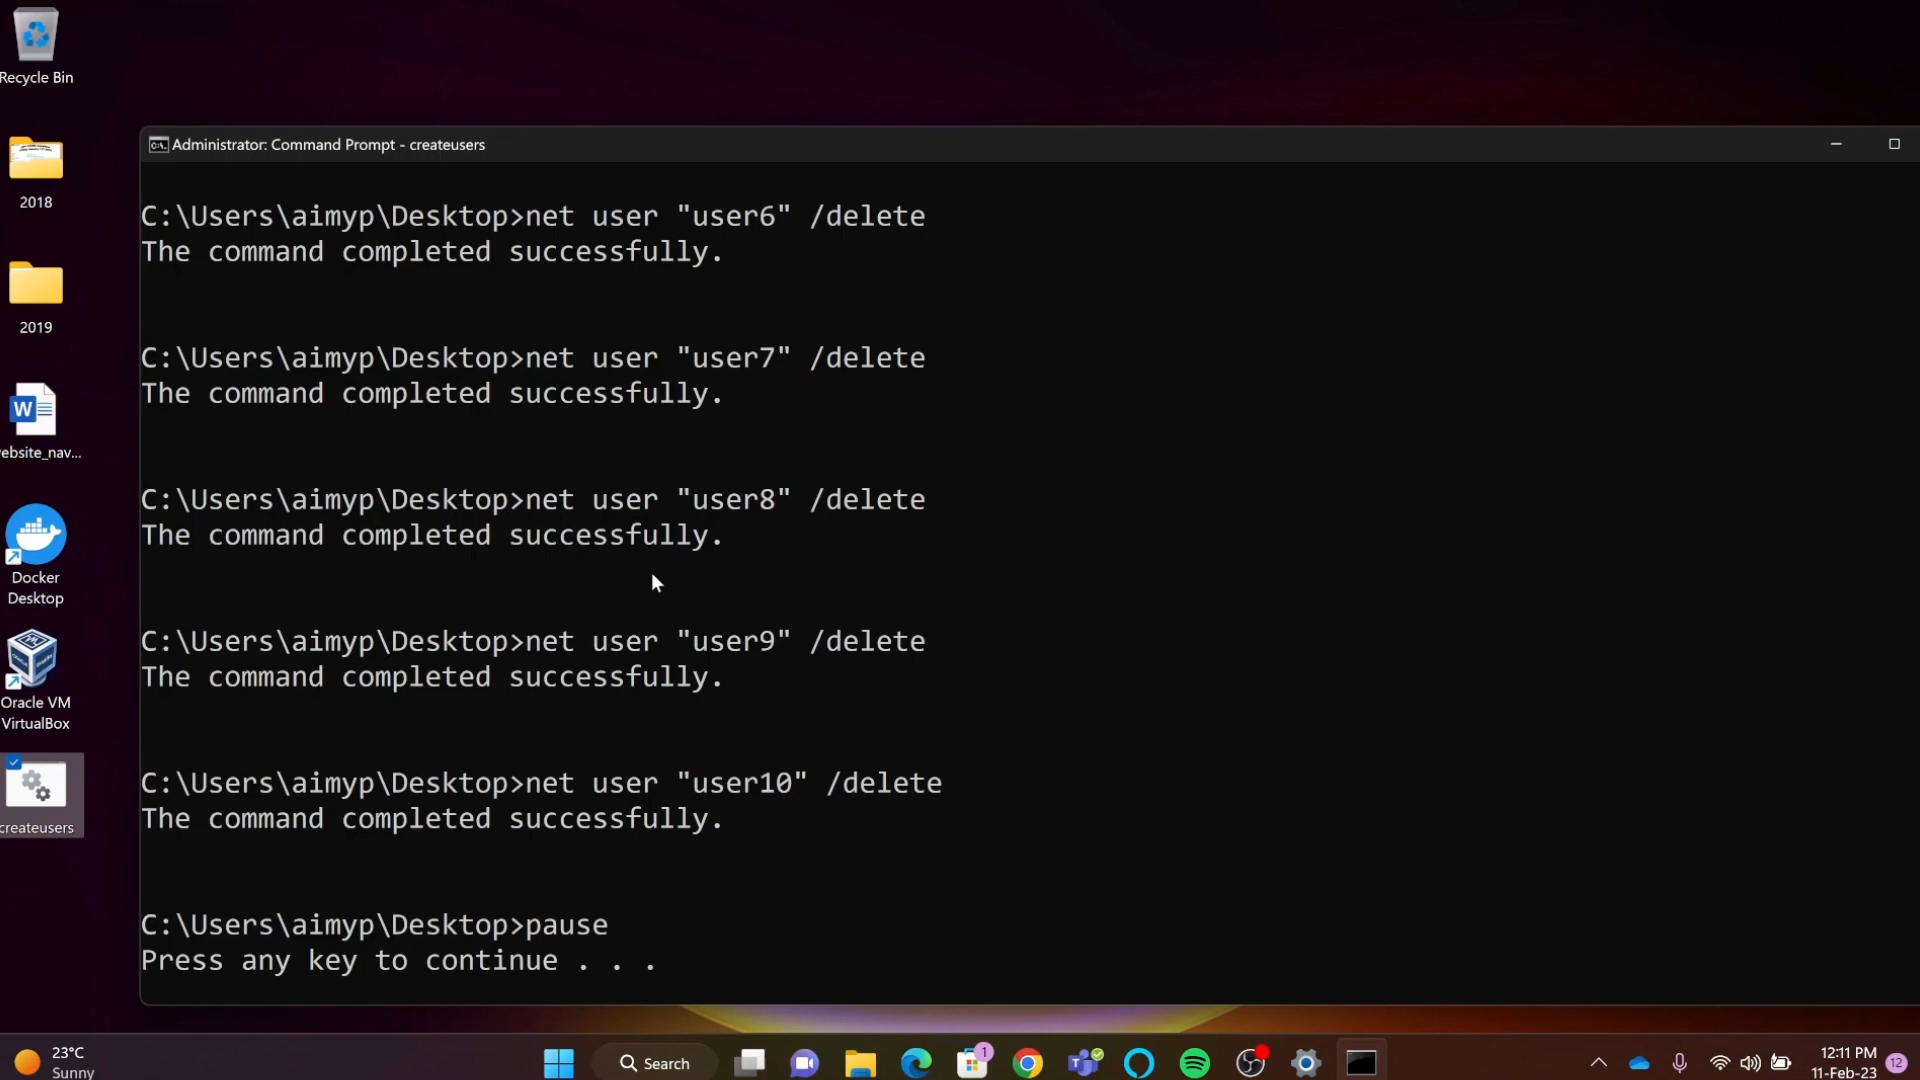 Recycle Bin
2018
2019
ebsite_nav...
Docker
Desktop
Oracle VM
VirtualBox
createusers
Administrator: Command Prompt - createusers
C:\Users\aimyp\Desktop>net user "user6" /delete
The command completed successfully.
C:\Users\aimyp\Desktop>net user "user7" /delete
The command completed successfully.
C:\Users\aimyp\Desktop>net user "user8" /delete
The command completed successfully.
C:\Users\aimyp\Desktop>net user "user9" /delete
The command completed successfully.
C:\Users\aimyp\Desktop>net user "user10" /delete
The command completed successfully.
C:\Users\aimyp\Desktop>pause
Press any key to continue . . .
23°C
Sunny
Search
1
12:11 PM
11-Feb-23
12